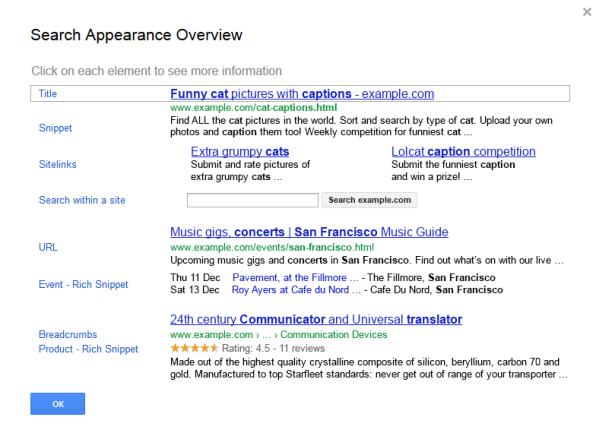 ×
Search Appearance Overview
Click on each element to see more information
Title
Funny cat pictures with captions - example.com
www.example.com/cat-captions.html
Snippet
Find ALL the cat pictures in the world. Sort and search by type of cat. Upload your own
photos and caption them too! Weekly competition for funniest cat ...
Sitelinks
Extra grumpy cats
Submit and rate pictures of
extra grumpy cats ...
Lolcat caption competition
Submit the funniest caption
and win a prize! ...
Search within a site
Search example.com
Music gigs, concerts | San Francisco Music Guide
URL
www.example.com/events/san-francisco.html
Upcoming music gigs and concerts in San Francisco. Find out what's on with our live ...
Event - Rich Snippet
Thu 11 Dec Pavement, at the Fillmore ... - The Fillmore, San Francisco
Sat 13 Dec Roy Ayers at Cafe du Nord ... - Cafe Du Nord, San Francisco
24th century Communicator and Universal translator
Breadcrumbs
www.example.com › ... › Communication Devices
Product - Rich Snippet
Rating: 4.5 - 11 reviews
Made out of the highest quality crystalline composite of silicon, beryllium, carbon 70 and
gold. Manufactured to top Starfleet standards: never get out of range of your transporter ...
OK